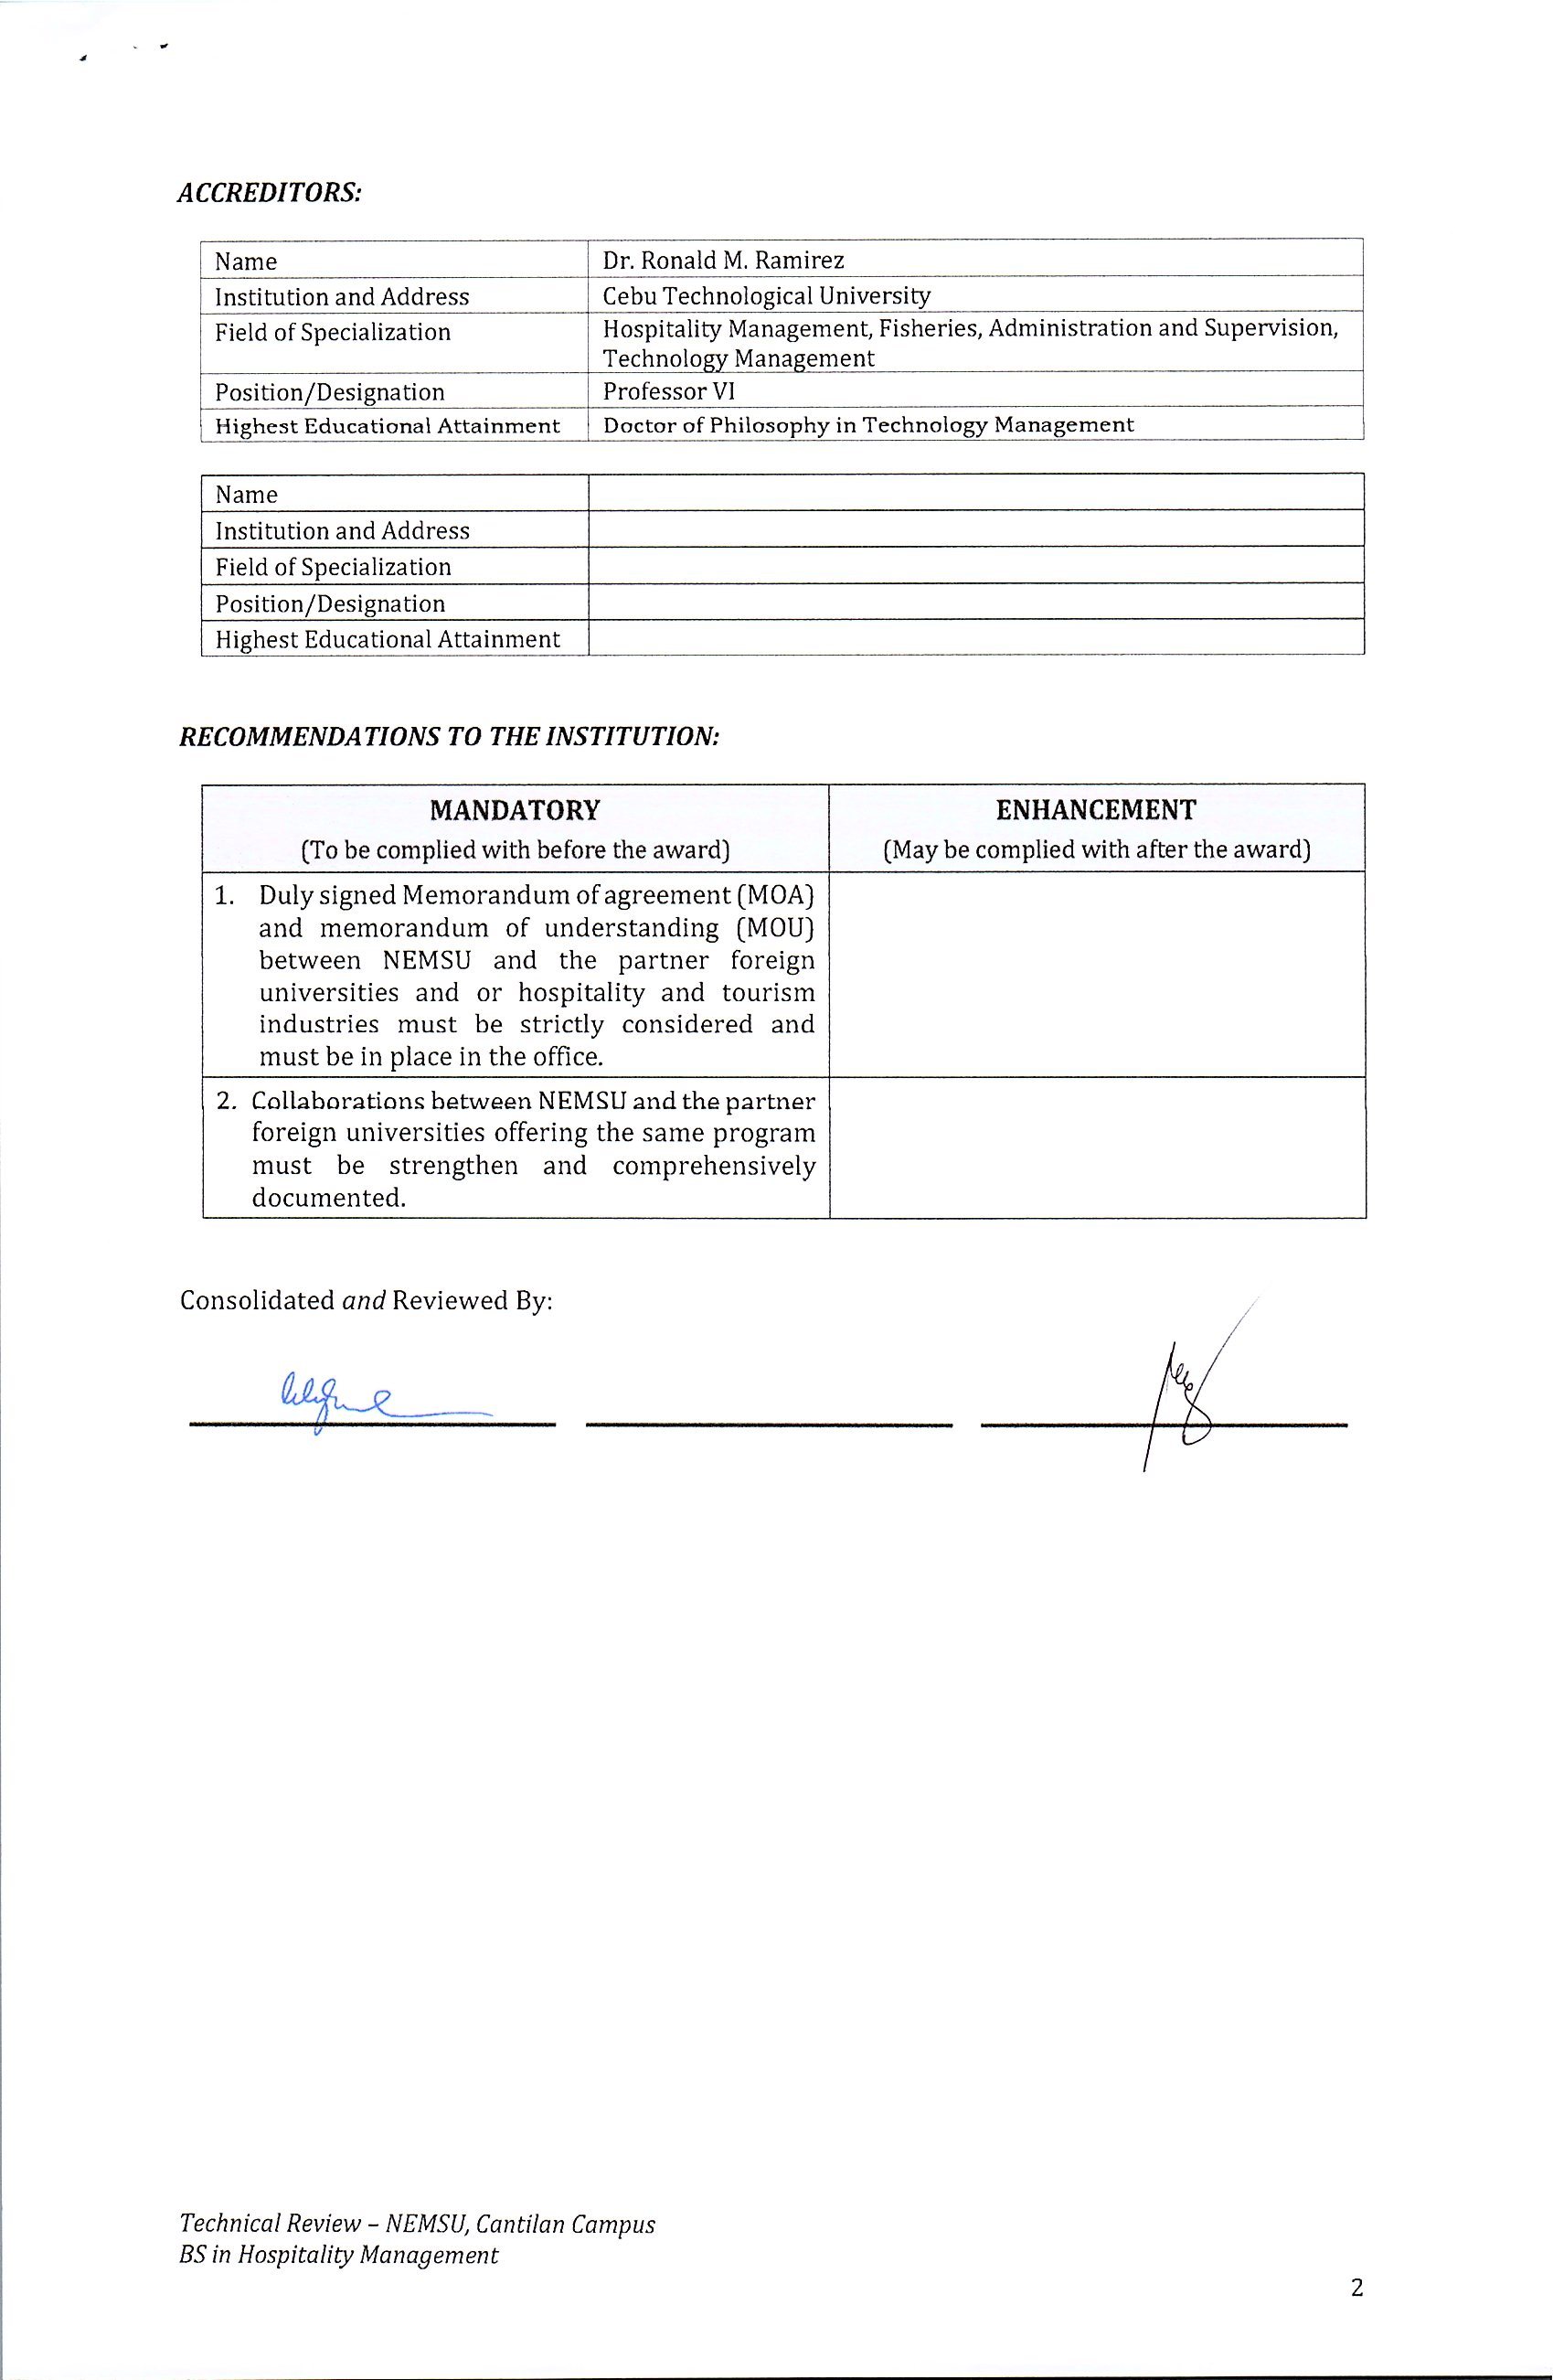 ACCREDITORS:
Name Dr. Ronald M. Ramirez
Institution and Address Cebu Technological University
Field of Specialization Hospitality Management, Fisheries, Administration and Supervision,
Technology Management
Position/Designation Professor VI
Highest Educational Attainment Doctor of Philosophy in Technology Management
Name
Institution and Address
Field of Specialization
Position/Designation
Highest Educational Attainment
RECOMMENDATIONS TO THE INSTITUTION:
MANDATORY ENHANCEMENT
(To be complied with before the award) (May be complied with after the award)
1. Duly signed Memorandum of agreement (MOA)
and memorandum of understanding (MOU)
between NEMSU and the partner foreign
universities and or hospitality and tourism
industries must be strictly considered and
must be in place in the office.
2. Collaborations between NEMSU and the partner
foreign universities offering the same program
must be strengthen and comprehensively
documented.
Consolidated and Reviewed By:
Technical Review – NEMSU, Cantilan Campus
BS in Hospitality Management
2